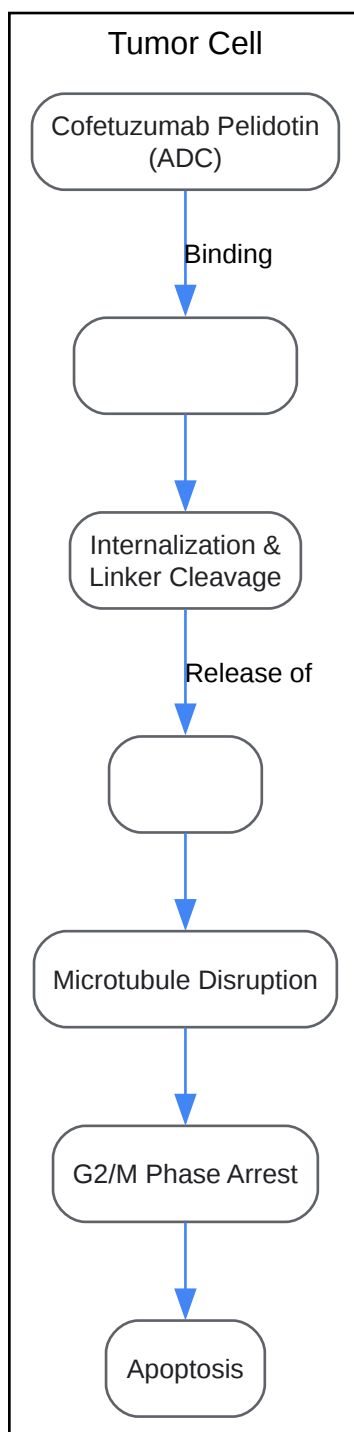 Tumor Cell
Cofetuzumab Pelidotin
(ADC)
Binding
Internalization &
Linker Cleavage
Release of
Microtubule Disruption
G2/M Phase Arrest
Apoptosis